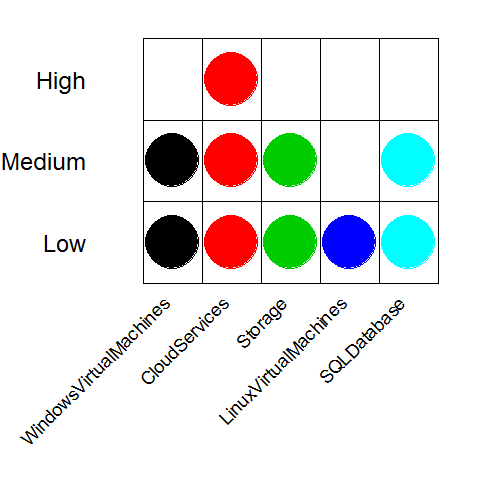 High
Medium
Low
WindowsVirtualMachines
CloudServices
Storage
LinuxVirtualMachines
SQLDatabase